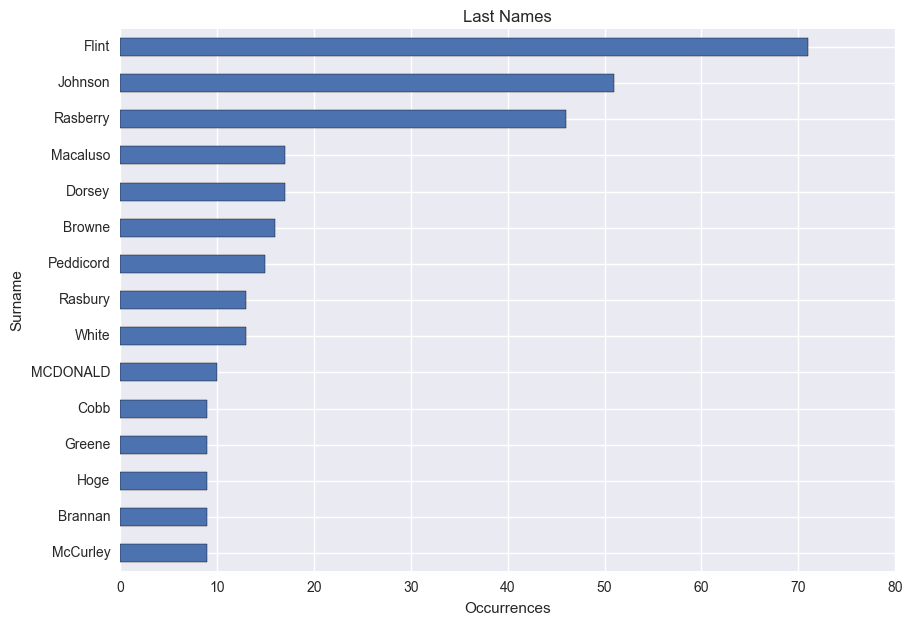 Last Names
Flint
Johnson
Rasberry
Macaluso
Dorsey
Browne
Peddicord
Rasbury
White
MCDONALD
Cobb
Greene
Hoge
Brannan
McCurley
Surname
0 10 20 30 40 50 60 70 80
Occurrences